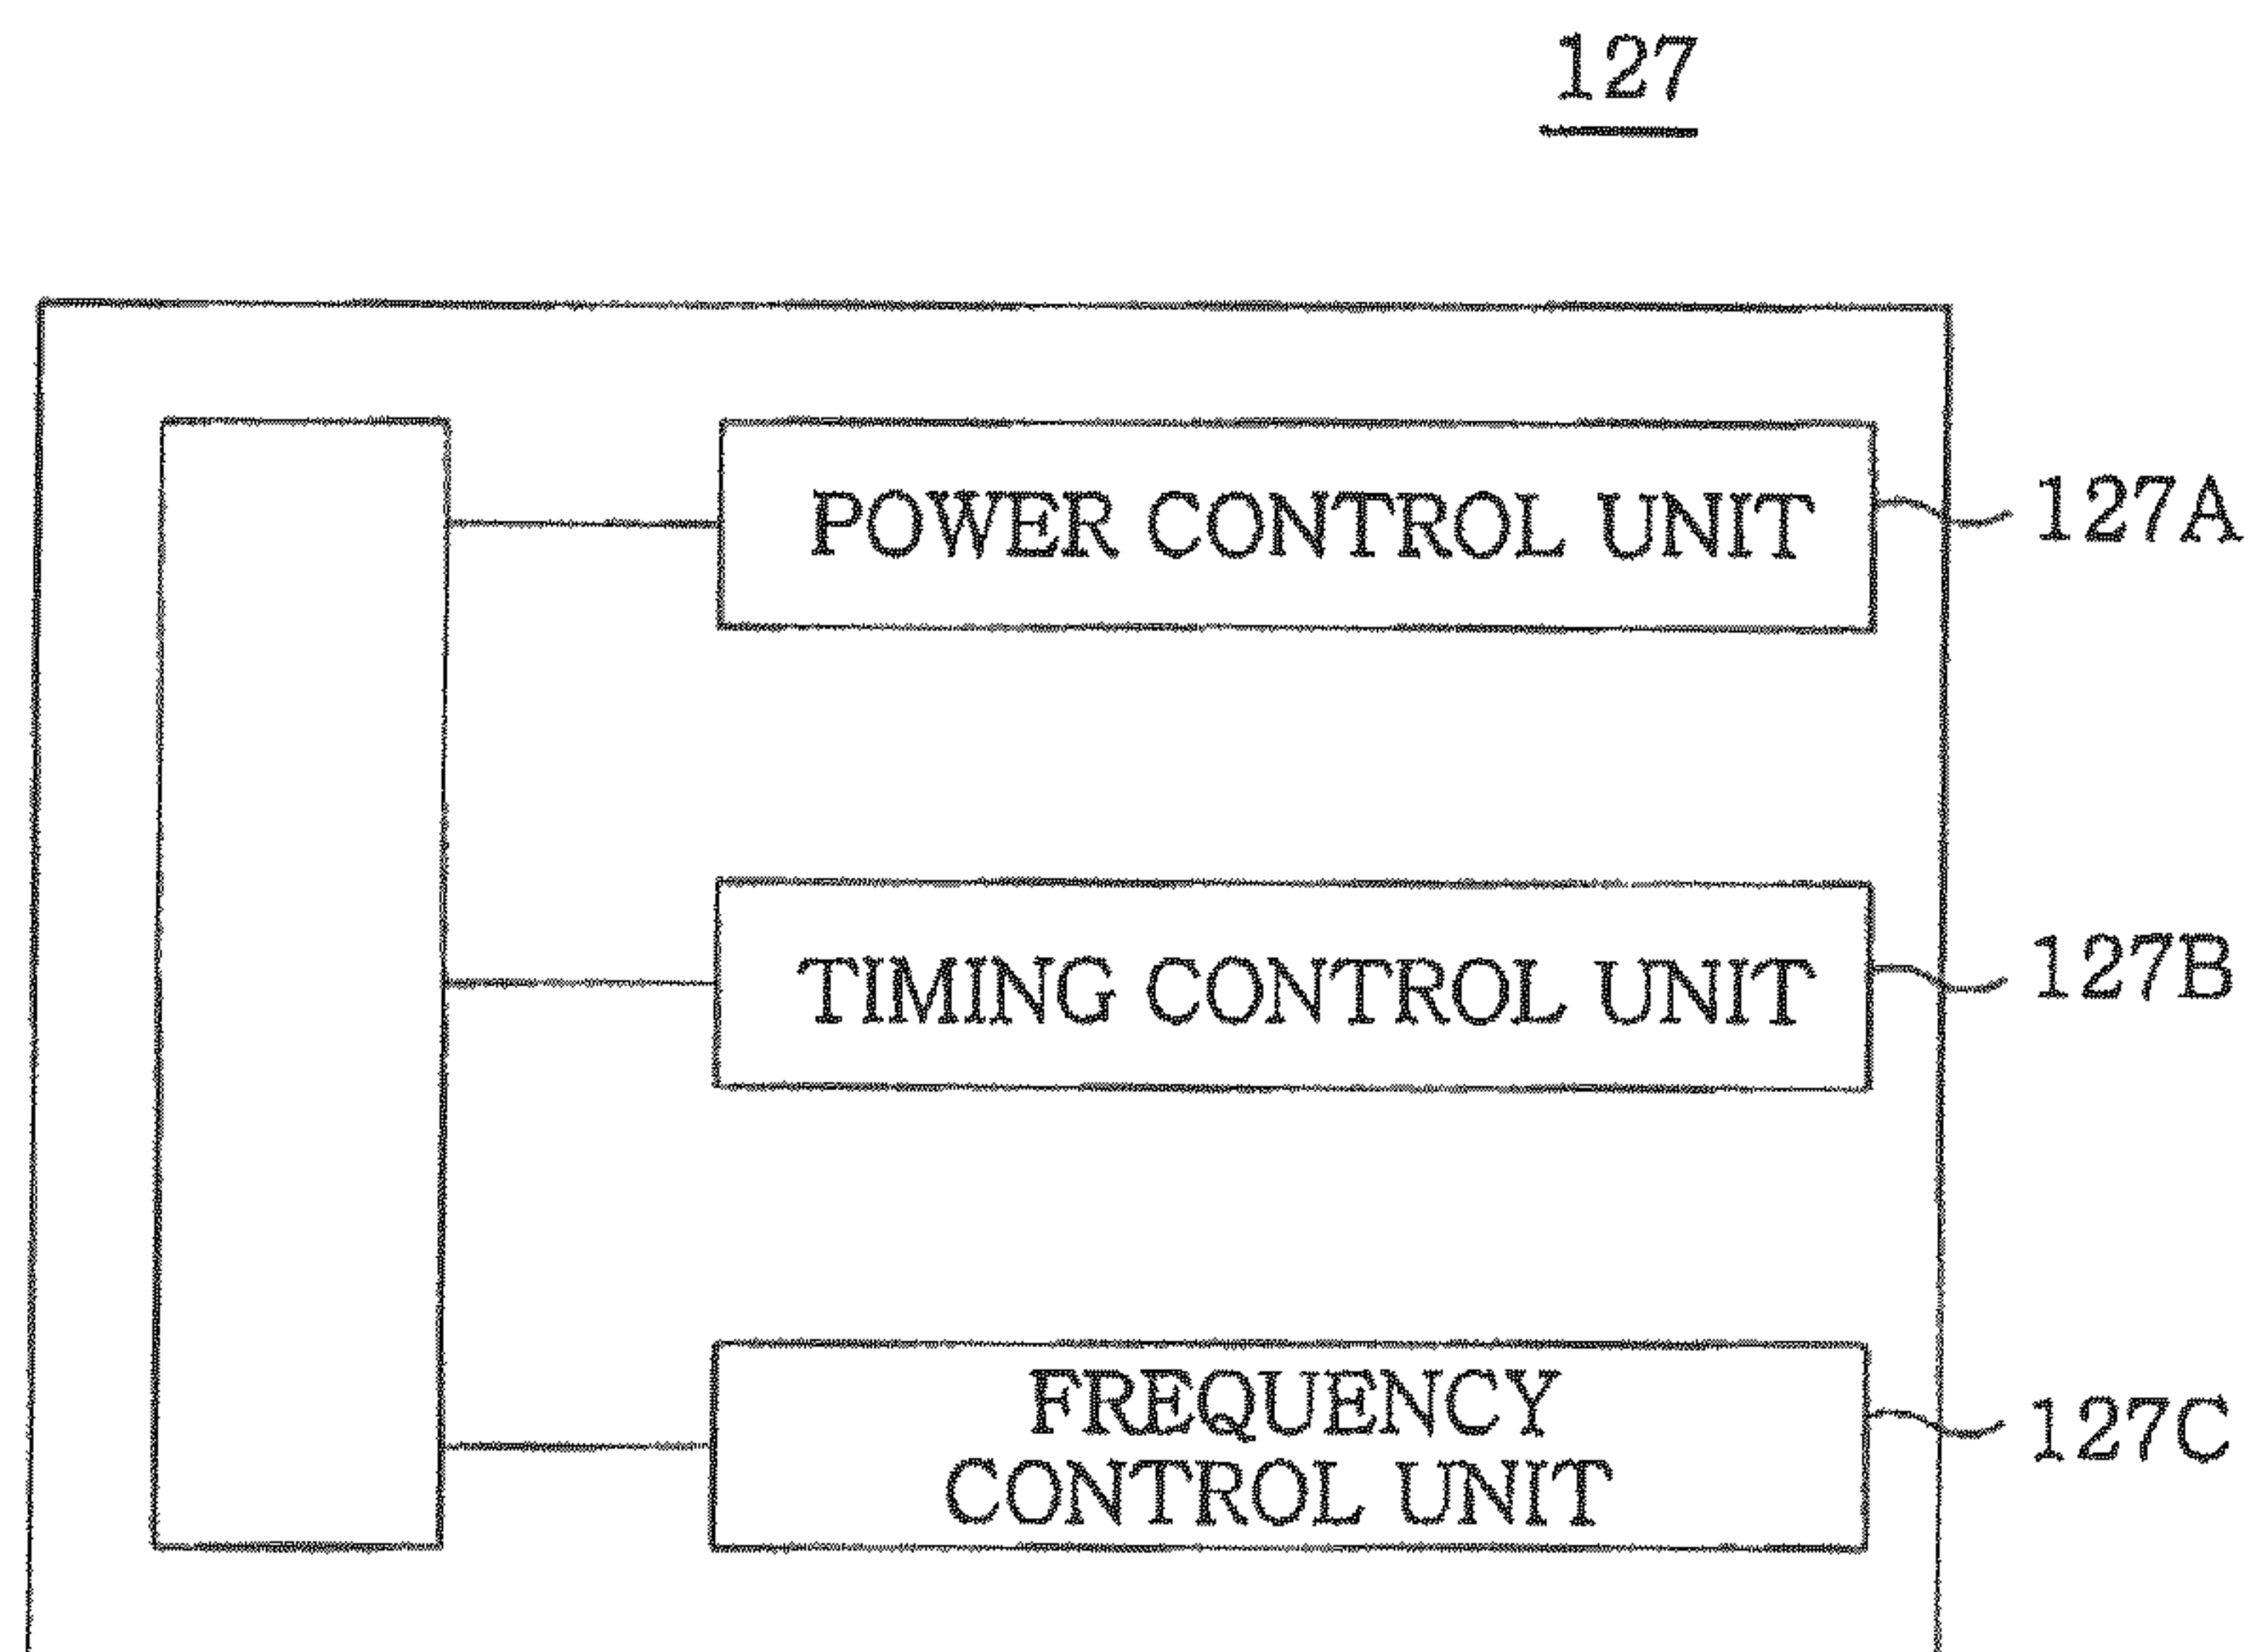 127
POWER CONTROL UNIT
127A
TIMING CONTROL UNIT
127B
FREQUENCY
CONTROL UNIT
127C